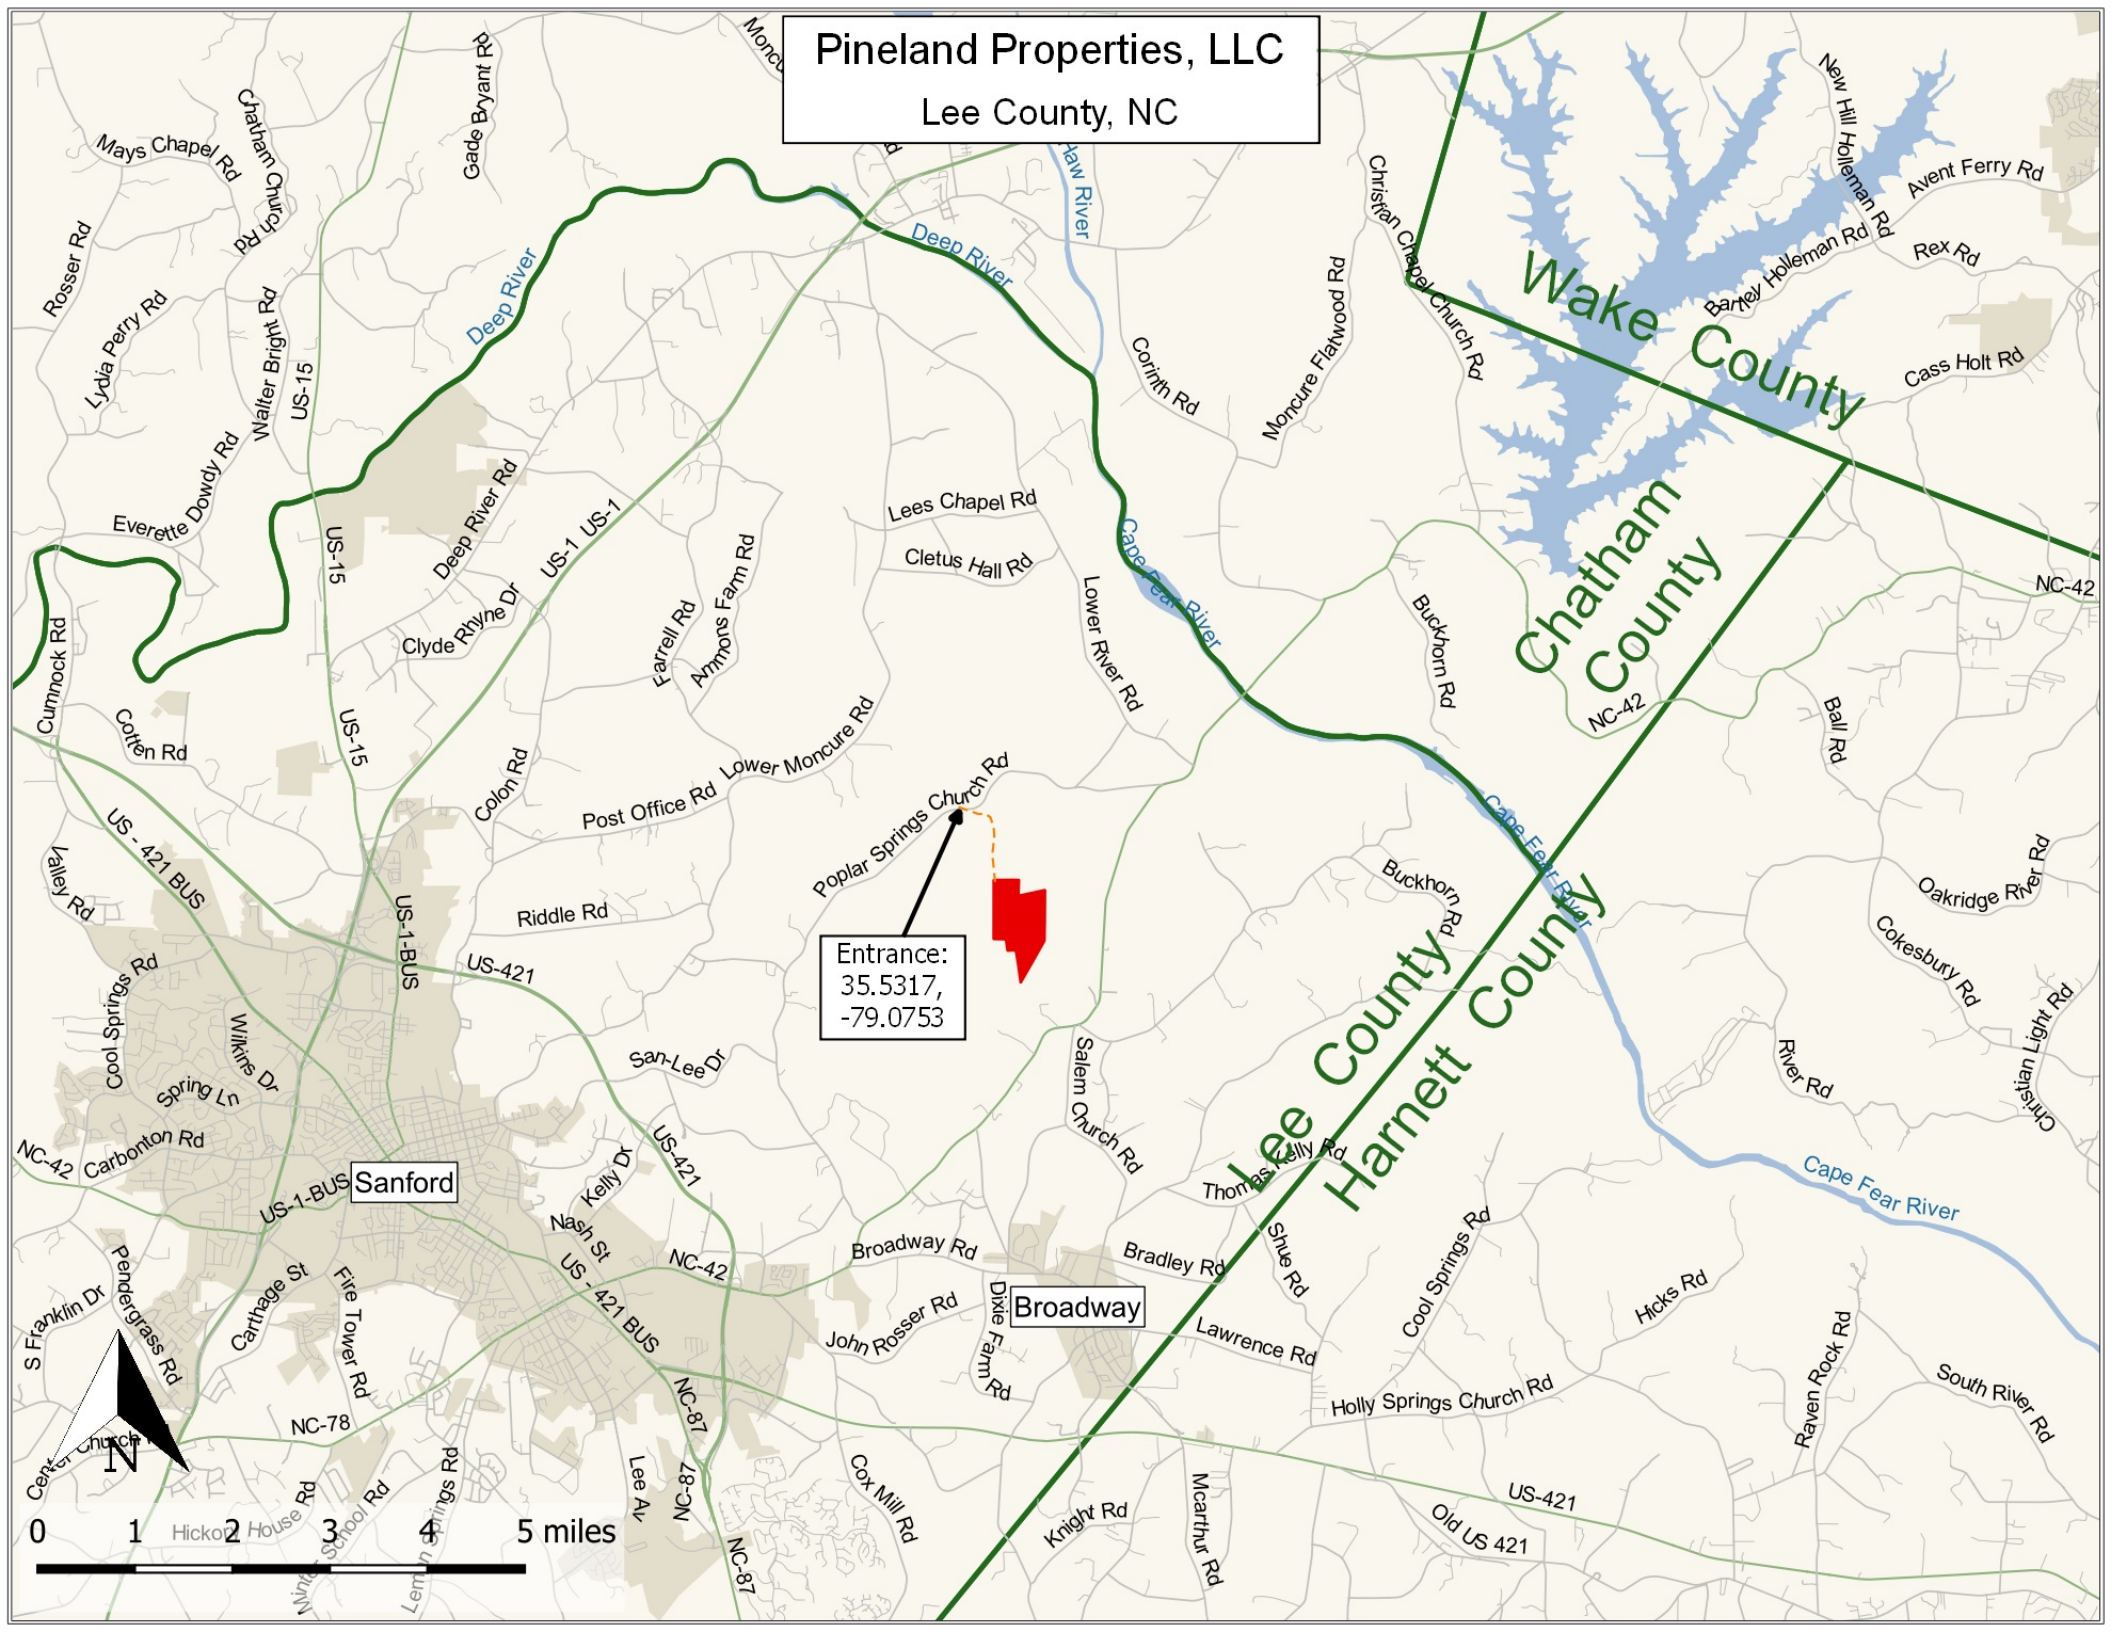 Pineland Properties, LLC
Lee County, NC
Gade Bryant Rd
Chatham Church Rd
Mays Chapel Rd
Haw River
New Hill Holleman Rd
Avent Ferry Rd
Christian Chapel Church Rd
Rosser Rd
Rd
Deep River
Deep River
Rex Rd
Bartley Holleman Rd
Wake County
Lydia Perry Rd
Walter Bright Rd
US-15
Corinth Rd
Moncure Flatwood Rd
Cass Holt Rd
Everette Dowdy Rd
Deep River Rd
US-1
US-1
Lees Chapel Rd
Cletus Hall Rd
Cape Fear River
Chatham
County
US-15
Clyde Rhyne Dr
Farrell Rd
Ammons Farm Rd
Lower River Rd
Buckhorn Rd
NC-42
NC-42
Cumnock Rd
Cotten Rd
US-15
Colon Rd
Post Office Rd
Lower Moncure Rd
Poplar Springs Church Rd
Ball Rd
US - 421 BUS
Valley Rd
US-1-BUS
Riddle Rd
US-421
Entrance:
35.5317,
-79.0753
Cape Fear River
Buckhorn Rd
Oakridge River Rd
Cokesbury Rd
Lee County
Harnett County
Cool Springs Rd
Wilkins Dr
Spring Ln
San-Lee Dr
Salem Church Rd
River Rd
Christian Light Rd
Carbonton Rd
NC-42
US-1-BUS
Sanford
Kelly Dr
US-421
Thomas Kelly Rd
Cape Fear River
Nash St
US - 421 BUS
NC-42
Broadway Rd
Bradley Rd
Shue Rd
Cool Springs Rd
Hicks Rd
S Franklin Dr
Pendergrass Rd
Carthage St
Fire Tower Rd
John Rosser Rd
Dixie Farm Rd
Broadway
Lawrence Rd
Raven Rock Rd
South River Rd
Holly Springs Church Rd
NC-78
NC-87
N
Church
Lee Av
NC-87
Cox Mill Rd
Knight Rd
Mcarthur Rd
US-421
Old US 421
NC-87
Lemon Springs Rd
School Rd
House Rd
0 1 2 3 4 5 miles